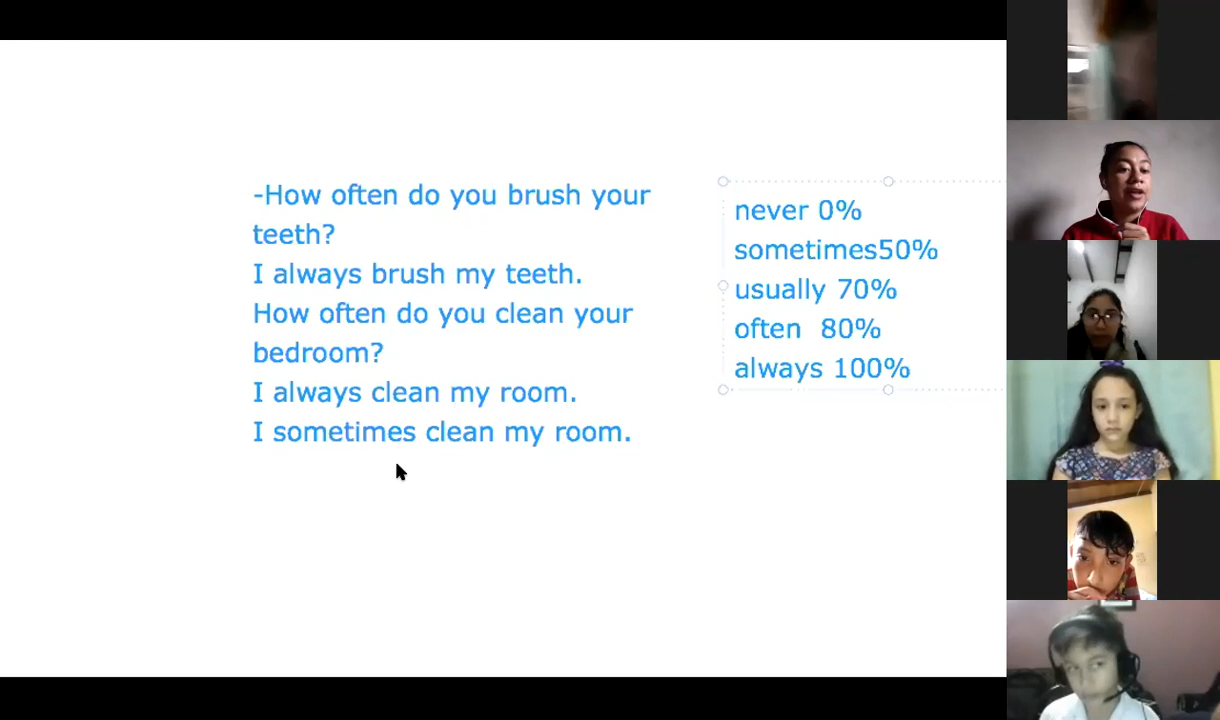 -How often do you brush your
teeth?
I always brush my teeth.
How often do you clean your
bedroom?
I always clean my room.
I sometimes clean my room.
never 0%
sometimes50%
usually 70%
often 80%
always 100%